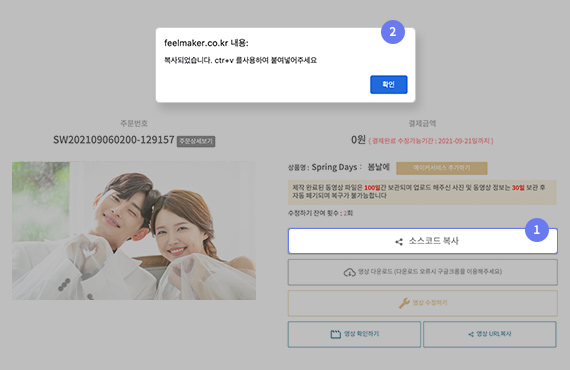 2
feelmaker.co.kr 내용:
복사되었습니다. ctr+v 를사용하여 붙여넣어주세요
확인
주문번호
SW202109060200-129157 주문상세보기
결제금액
0원 ( 결제완료 수정가능기간 : 2021-09-21일까지 )
상품명 : Spring Days : 봄날에 메이커서비스 추가하기
제작 완료된 동영상 파일은 100일간 보관되며 업로드 해주신 사진 및 동영상 정보는 30일 보관 후
자동 폐기되며 복구가 불가능합니다
수정하기 잔여 횟수 : 2회
1
소스코드 복사
영상 다운로드 (다운로드 오류시 구글크롬을 이용해주세요)
영상 수정하기
영상 확인하기
영상 URL복사